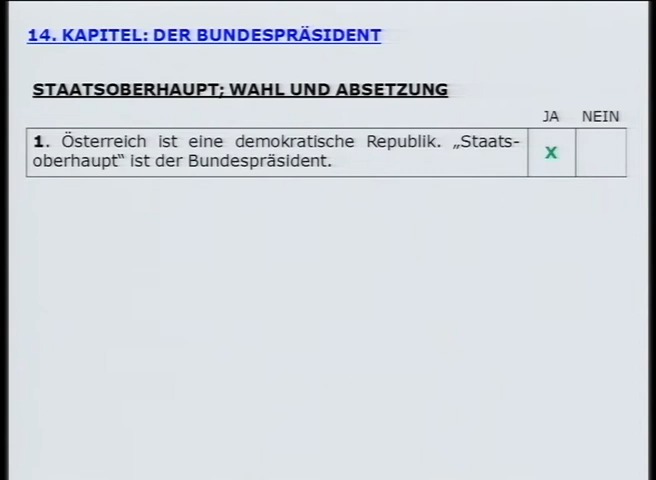 14. KAPITEL: DER BUNDESPRÄSIDENT
STAATSOBERHAUPT; WAHL UND ABSETZUNG
JA NEIN
1. Österreich ist eine demokratische Republik. „Staats-
oberhaupt“ ist der Bundespräsident.
X